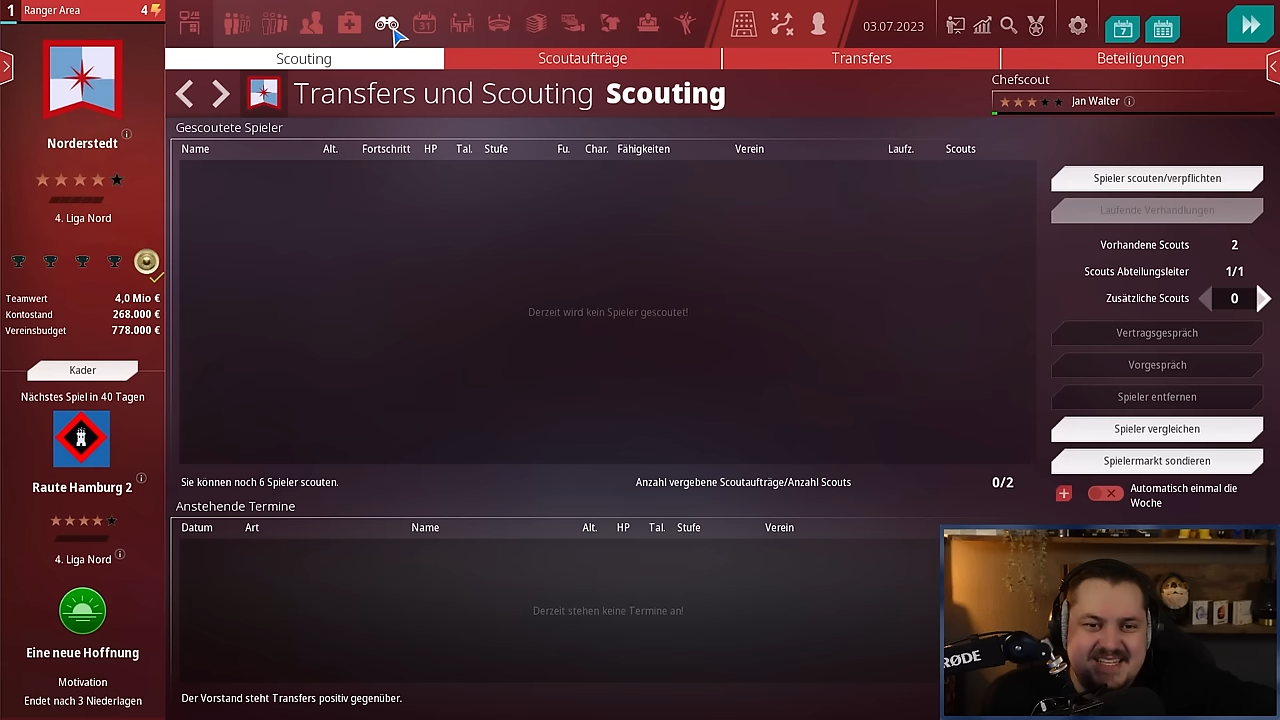 1 Ranger Area 4
31
03.07.2023
7
Scouting Scoutaufträge Transfers Beteiligungen
Transfers und Scouting Scouting
Chefscout
Jan Walter
Norderstedt
4. Liga Nord
Teamwert 4,0 Mio €
Kontostand 268.000 €
Vereinsbudget 778.000 €
Kader
Nächstes Spiel in 40 Tagen
Raute Hamburg 2
4. Liga Nord
Eine neue Hoffnung
Motivation
Endet nach 3 Niederlagen
Gescoutete Spieler
Name Alt. Fortschritt HP Tal. Stufe Fu. Char. Fähigkeiten Verein Laufz. Scouts
Derzeit wird kein Spieler gescoutet!
Sie können noch 6 Spieler scouten. Anzahl vergebene Scoutaufträge/Anzahl Scouts 0/2
Anstehende Termine
Datum Art Name Alt. HP Tal. Stufe Verein
Derzeit stehen keine Termine an!
Der Vorstand steht Transfers positiv gegenüber.
Spieler scouten/verpflichten
Laufende Verhandlungen
Vorhandene Scouts 2
Scouts Abteilungsleiter 1/1
Zusätzliche Scouts 0
Vertragsgespräch
Vorgespräch
Spieler entfernen
Spieler vergleichen
Spielermarkt sondieren
Automatisch einmal die
Woche
RØDE